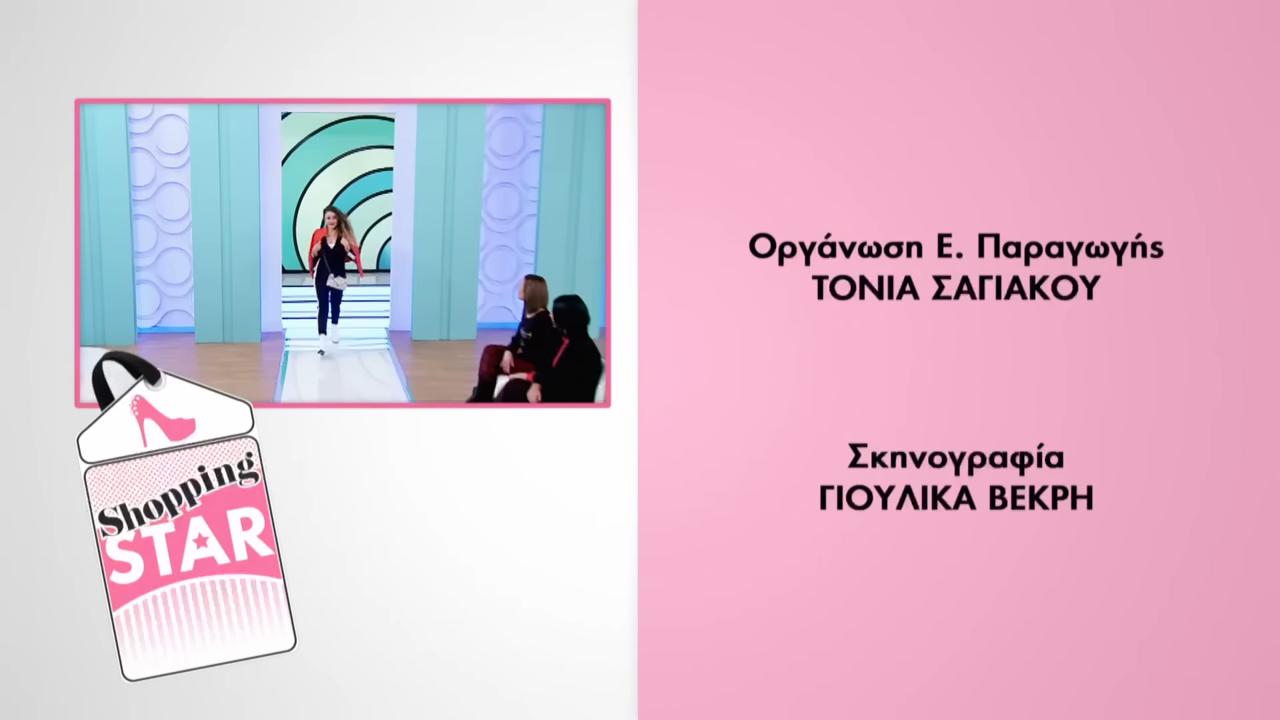 Οργάνωση Ε. Παραγωγής
ΤΟΝΙΑ ΣΑΓΙΑΚΟΥ
Σκηνογραφία
ΓΙΟΥΛΙΚΑ ΒΕΚΡΗ
Shopping
STAR